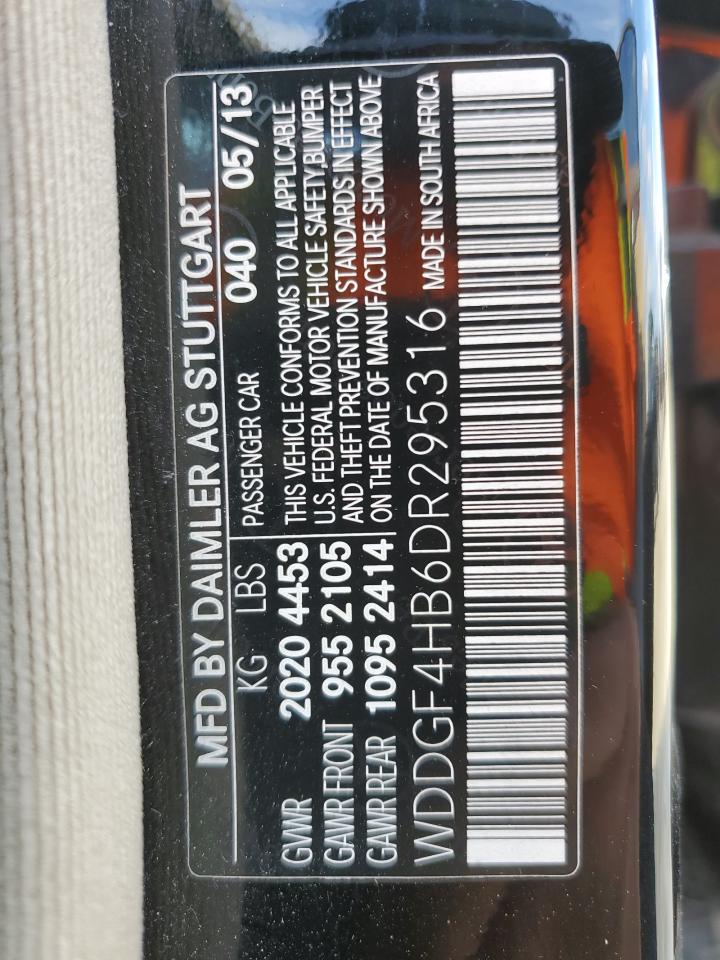 MFD BY DAIMLER AG STUTTGART
040 05/13
KG LBS PASSENGER CAR
GVWR 2020 4453
GAWR FRONT 955 2105
GAWR REAR 1095 2414
THIS VEHICLE CONFORMS TO ALL APPLICABLE
U.S. FEDERAL MOTOR VEHICLE SAFETY,BUMPER
AND THEFT PREVENTION STANDARDS IN EFFECT
ON THE DATE OF MANUFACTURE SHOWN ABOVE
WDDGF4HB6DR295316 MADE IN SOUTH AFRICA